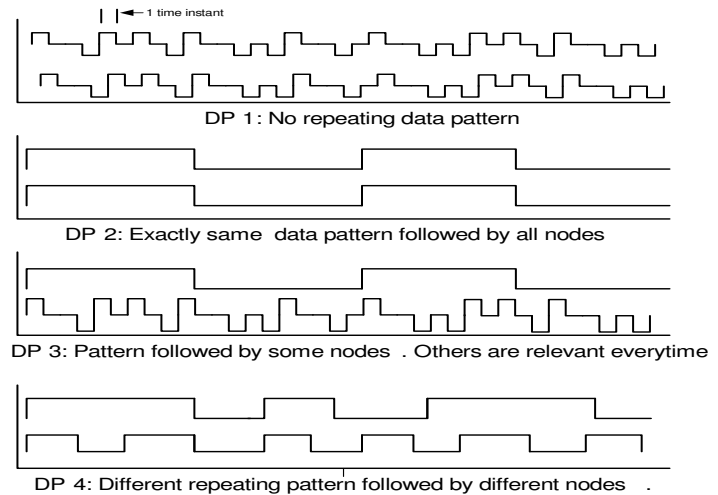 1 time instant
DP 1: No repeating data pattern
DP 2: Exactly same data pattern followed by all nodes
DP 3: Pattern followed by some nodes . Others are relevant everytime
DP 4: Different repeating pattern followed by different nodes .